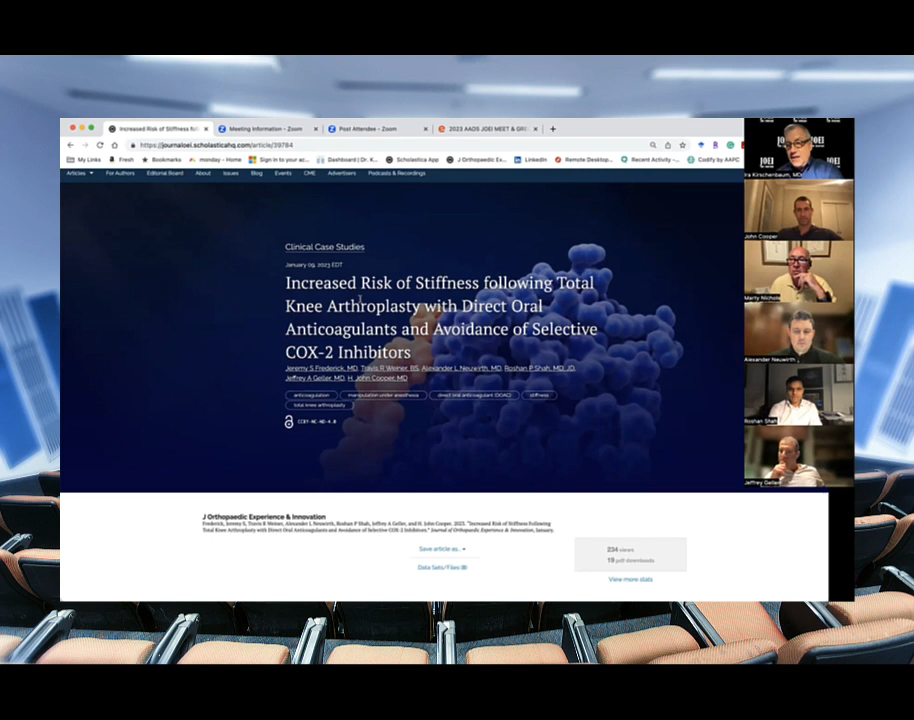 Increased Risk of Stiffness fol
Meeting Information - Zoom
Post Attendee - Zoom
2023 AAOS JOEI MEET & GRE
https://journaloei.scholasticahq.com/article/39784
My Links
Fresh
Bookmarks
monday - Home
Sign in to your ac...
Dashboard | Dr. K...
Scholastica App
J Orthopaedic Ex...
LinkedIn
Remote Desktop...
Recent Activity -...
Codify by AAPC
Articles
For Authors
Editorial Board
About
Issues
Blog
Events
CME
Advertisers
Podcasts & Recordings
JOEI
JOEI
Ira Kirschenbaum, MD
John Cooper
Marty Nichols
Alexander Neuwirth
Roshan Shah
Jeffrey Geller
Clinical Case Studies
January 09, 2023 EDT
Increased Risk of Stiffness following Total
Knee Arthroplasty with Direct Oral
Anticoagulants and Avoidance of Selective
COX-2 Inhibitors
Jeremy S Frederick, MD, Travis R Weiner, BS, Alexander L Neuwirth, MD, Roshan P Shah, MD, JD,
Jeffrey A Geller, MD, H. John Cooper, MD
anticoagulation
manipulation under anesthesia
direct oral anticoagulant (DOAC)
stiffness
total knee arthroplasty
CCBY-NC-ND-4.0
J Orthopaedic Experience & Innovation
Frederick, Jeremy S, Travis R Weiner, Alexander L Neuwirth, Roshan P Shah, Jeffrey A Geller, and H. John Cooper. 2023. “Increased Risk of Stiffness Following
Total Knee Arthroplasty with Direct Oral Anticoagulants and Avoidance of Selective COX-2 Inhibitors.” Journal of Orthopaedic Experience & Innovation, January.
Save article as...
Data Sets/Files (8)
234 views
19 pdf downloads
View more stats